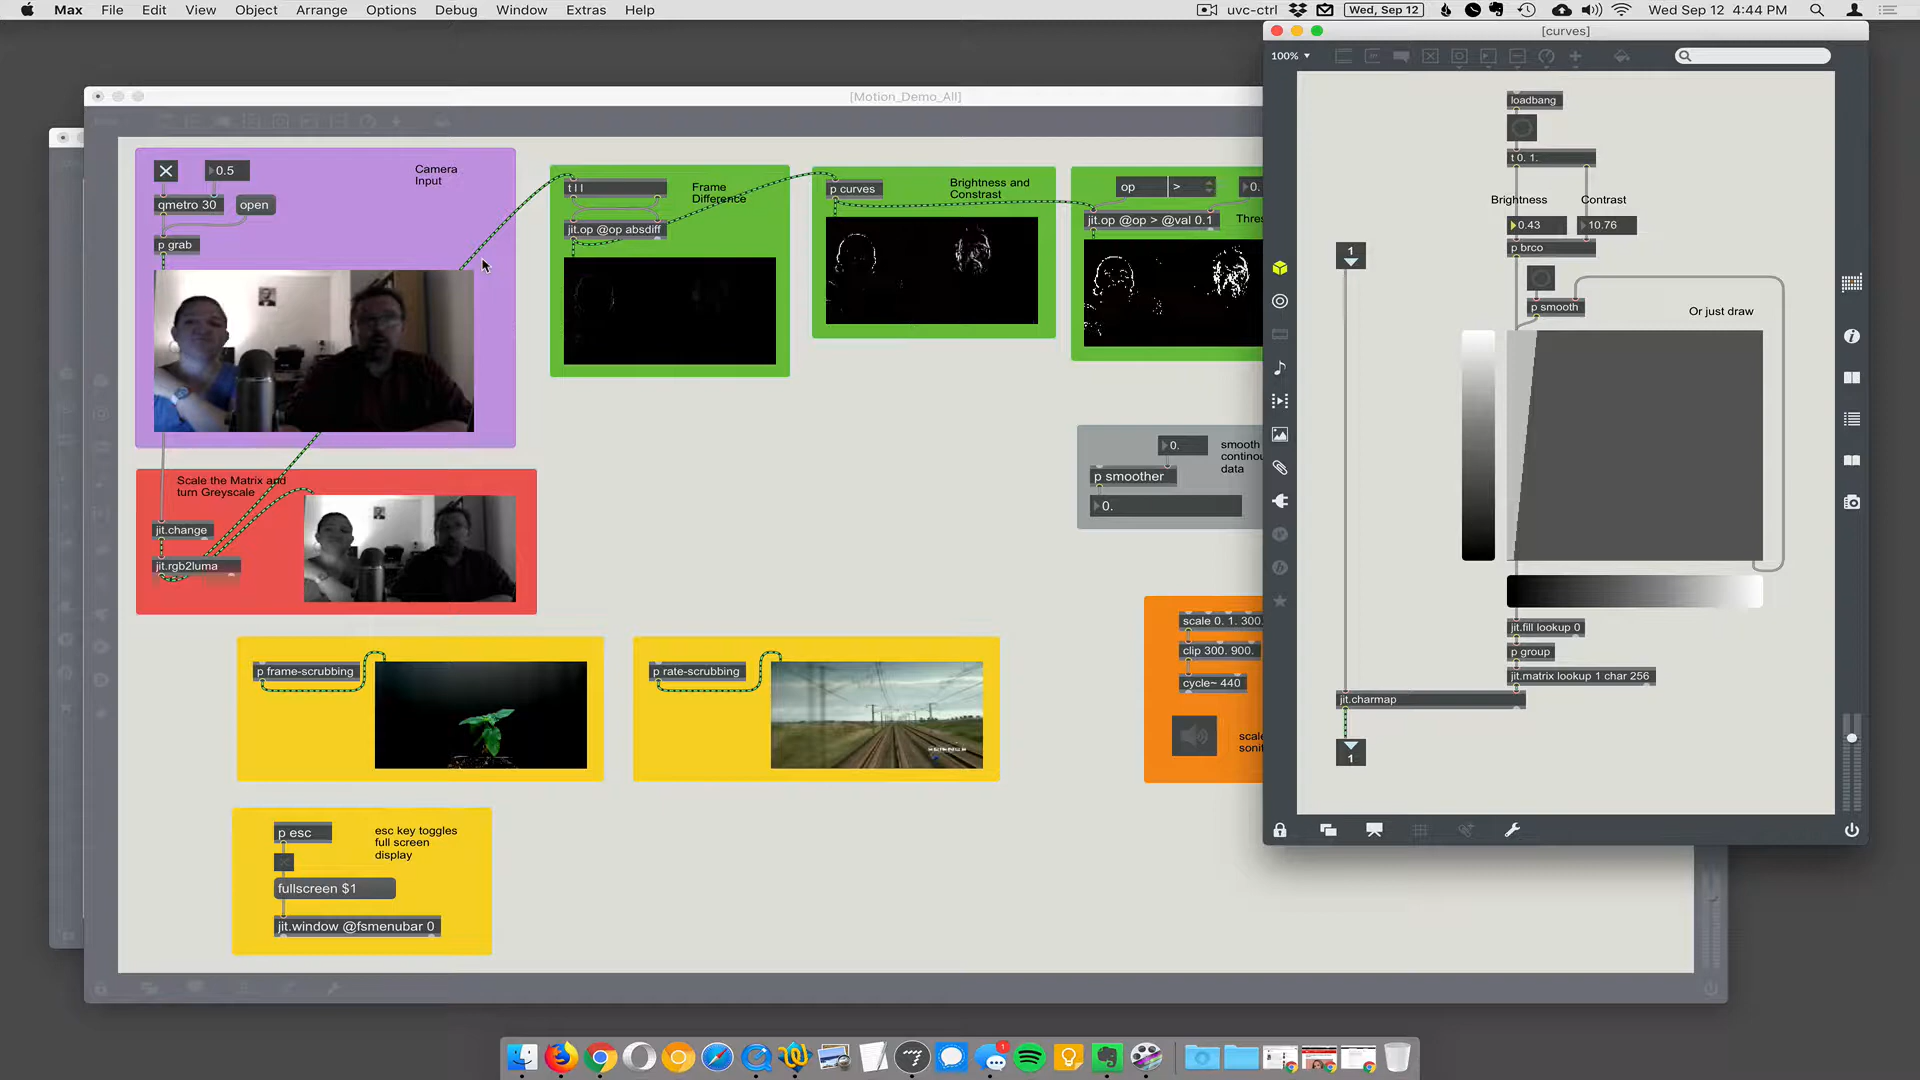 Max File Edit View Object Arrange Options Debug Window Extras Help
uvc-ctrl Wed, Sep 12 Wed Sep 12 4:44 PM
[curves]
100%
[Motion_Demo_All]
0.5
Camera
Input
qmetro 30
open
p grab
t l l
Frame
Difference
jit.op @op absdiff
p curves
Brightness and
Contrast
op >
0.
jit.op @op > @val 0.1
Scale the Matrix and
turn Greyscale
jit.change
jit.rgb2luma
0.
p smoother
0.
smooth
data
p frame-scrubbing
p rate-scrubbing
scale 0. 1. 300.
clip 300. 900.
cycle~ 440
p esc
esc key toggles
full screen
display
fullscreen $1
jit.window @fsmenubar 0
loadbang
t 0. 1.
Brightness Contrast
0.43 10.76
p brco
1
p smooth
Or just draw
jit.fill lookup 0
p group
jit.matrix lookup 1 char 256
jit.charmap
1
1